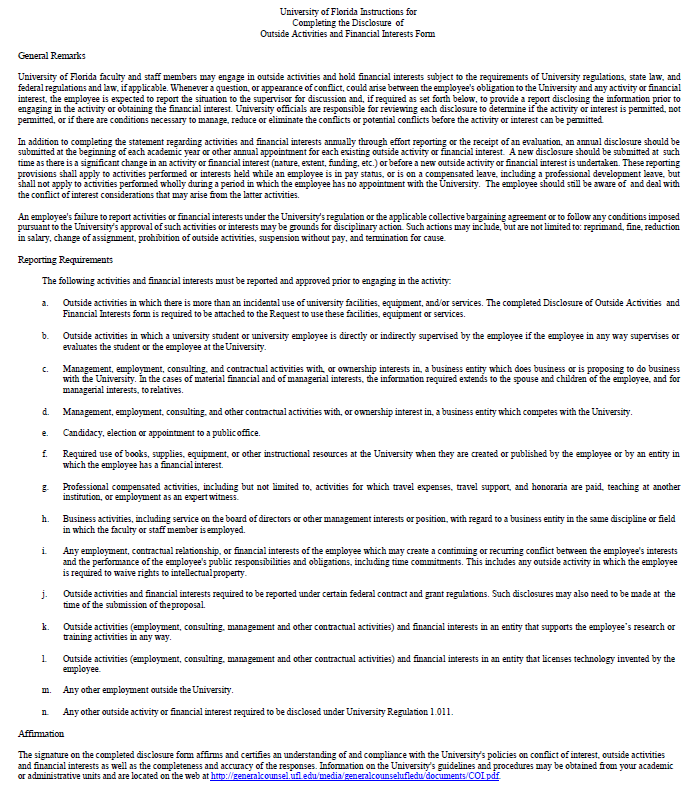 University of Florida Instructions for
Completing the Disclosure of
Outside Activities and Financial Interests Form
General Remarks
University of Florida faculty and staff members may engage in outside activities and hold financial interests subject to the requirements of University regulations, state law, and
federal regulations and law, if applicable. Whenever a question, or appearance of conflict, could arise between the employee's obligation to the University and any activity or financial
interest, the employee is expected to report the situation to the supervisor for discussion and, if required as set forth below, to provide a report disclosing the information prior to
engaging in the activity or obtaining the financial interest. University officials are responsible for reviewing each disclosure to determine if the activity or interest is permitted, not
permitted, or if there are conditions necessary to manage, reduce or eliminate the conflicts or potential conflicts before the activity or interest can be permitted.
In addition to completing the statement regarding activities and financial interests annually through effort reporting or the receipt of an evaluation, an annual disclosure should be
submitted at the beginning of each academic year or other annual appointment for each existing outside activity or financial interest. A new disclosure should be submitted at such
time as there is a significant change in an activity or financial interest (nature, extent, funding, etc.) or before a new outside activity or financial interest is undertaken. These reporting
provisions shall apply to activities performed or interests held while an employee is in pay status, or is on a compensated leave, including a professional development leave, but
shall not apply to activities performed wholly during a period in which the employee has no appointment with the University. The employee should still be aware of and deal with
the conflict of interest considerations that may arise from the latter activities.
An employee's failure to report activities or financial interests under the University's regulation or the applicable collective bargaining agreement or to follow any conditions imposed
pursuant to the University's approval of such activities or interests may be grounds for disciplinary action. Such actions may include, but are not limited to: reprimand, fine, reduction
in salary, change of assignment, prohibition of outside activities, suspension without pay, and termination for cause.
Reporting Requirements
The following activities and financial interests must be reported and approved prior to engaging in the activity:
a. Outside activities in which there is more than an incidental use of university facilities, equipment, and/or services. The completed Disclosure of Outside Activities and
Financial Interests form is required to be attached to the Request to use these facilities, equipment or services.
b. Outside activities in which a university student or university employee is directly or indirectly supervised by the employee if the employee in any way supervises or
evaluates the student or the employee at the University.
c. Management, employment, consulting, and contractual activities with, or ownership interests in, a business entity which does business or is proposing to do business
with the University. In the cases of material financial and of managerial interests, the information required extends to the spouse and children of the employee, and for
managerial interests, to relatives.
d. Management, employment, consulting, and other contractual activities with, or ownership interest in, a business entity which competes with the University.
e. Candidacy, election or appointment to a public office.
f. Required use of books, supplies, equipment, or other instructional resources at the University when they are created or published by the employee or by an entity in
which the employee has a financial interest.
g. Professional compensated activities, including but not limited to, activities for which travel expenses, travel support, and honoraria are paid, teaching at another
institution, or employment as an expert witness.
h. Business activities, including service on the board of directors or other management interests or position, with regard to a business entity in the same discipline or field
in which the faculty or staff member is employed.
i. Any employment, contractual relationship, or financial interests of the employee which may create a continuing or recurring conflict between the employee's interests
and the performance of the employee's public responsibilities and obligations, including time commitments. This includes any outside activity in which the employee
is required to waive rights to intellectual property.
j. Outside activities and financial interests required to be reported under certain federal contract and grant regulations. Such disclosures may also need to be made at the
time of the submission of the proposal.
k. Outside activities (employment, consulting, management and other contractual activities) and financial interests in an entity that supports the employee's research or
training activities in any way.
l. Outside activities (employment, consulting, management and other contractual activities) and financial interests in an entity that licenses technology invented by the
employee.
m. Any other employment outside the University.
n. Any other outside activity or financial interest required to be disclosed under University Regulation 1.011.
Affirmation
The signature on the completed disclosure form affirms and certifies an understanding of and compliance with the University's policies on conflict of interest, outside activities
and financial interests as well as the completeness and accuracy of the responses. Information on the University's guidelines and procedures may be obtained from your academic
or administrative units and are located on the web at http://generalcounsel.ufl.edu/media/generalcounselufledu/documents/COI.pdf.